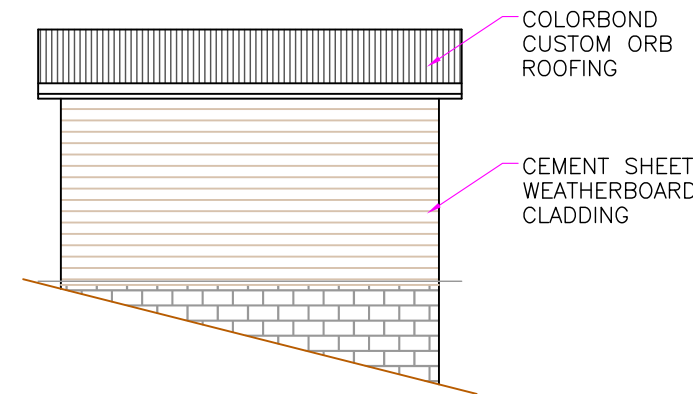 COLORBOND
CUSTOM ORB
ROOFING
CEMENT SHEET
WEATHERBOARD
CLADDING